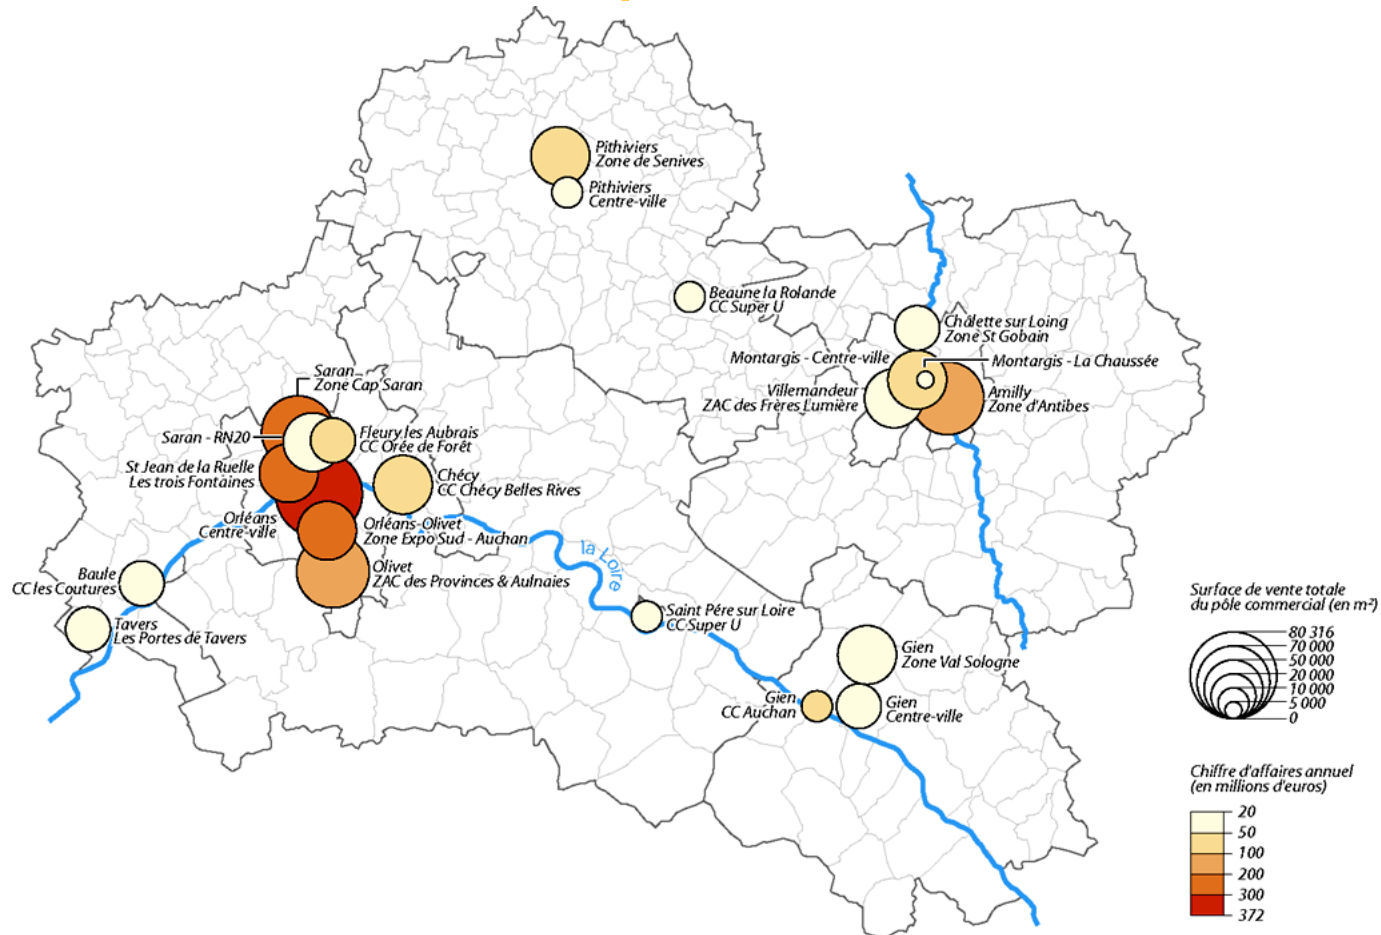 Pithiviers
Zone de Senives
Pithiviers
Centre-ville
Beaune la Rolande
CC Super U
Châlette sur Loing
Zone St Gobain
Montargis - Centre-ville
Montargis - La Chaussée
Villemandeur
ZAC des Frères Lumière
Amilly
Zone d'Antibes
Saran
Zone Cap Saran
Saran - RN20
Fleury les Aubrais
CC Orée de Forêt
St Jean de la Ruelle
Les trois Fontaines
Chécy
CC Chécy Belles Rives
Orléans
Centre-ville
Orléans-Olivet
Zone Expo Sud - Auchan
Olivet
ZAC des Provinces & Aulnaies
la Loire
Baule
CC les Coutures
Tavers
Les Portes de Tavers
Saint Pére sur Loire
CC Super U
Gien
Zone Val Sologne
Gien
CC Auchan
Gien
Centre-ville
Surface de vente totale
du pôle commercial (en m²)
80 316
70 000
50 000
20 000
10 000
5 000
0
Chiffre d'affaires annuel
(en millions d'euros)
20
50
100
200
300
372